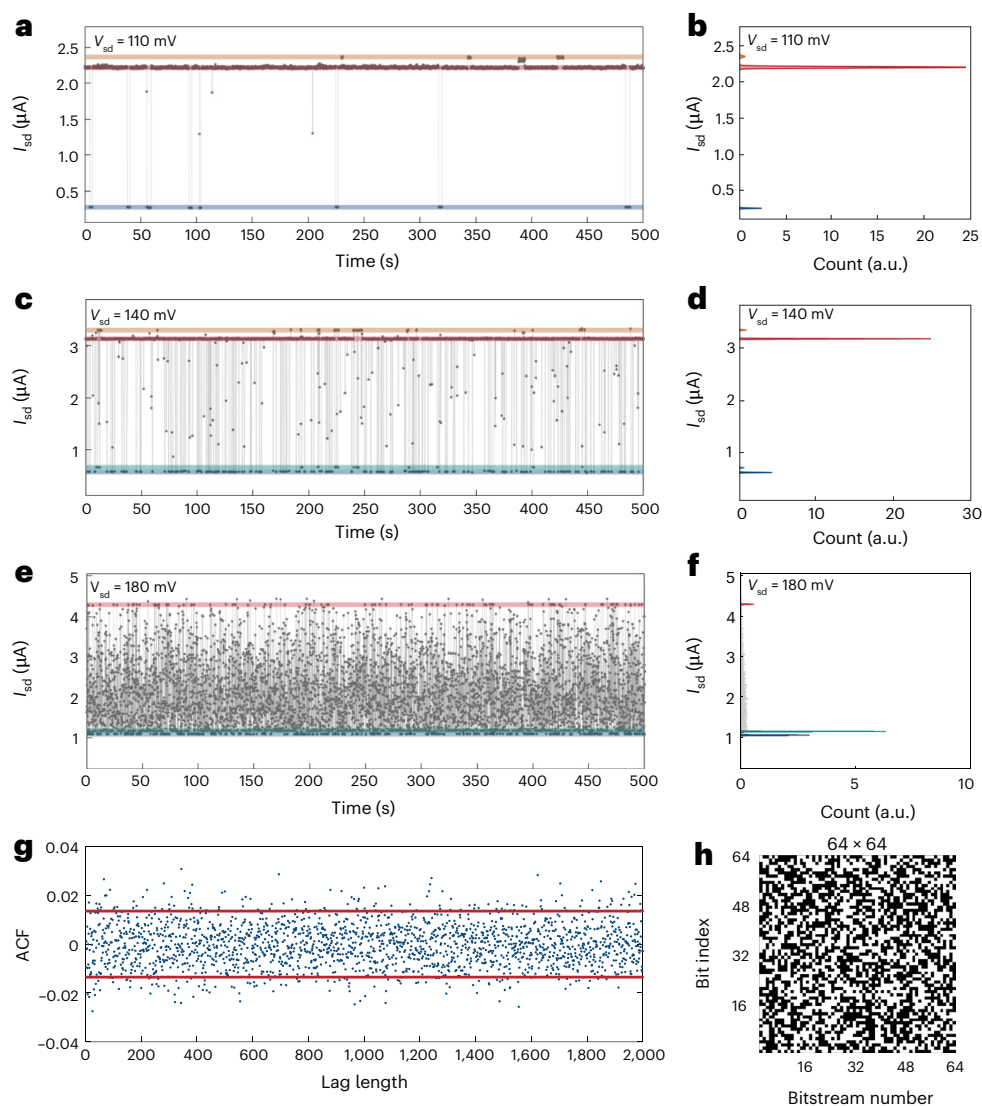 a
V_sd = 110 mV
2.5
2.0
1.5
1.0
0.5
I_sd (µA)
0 50 100 150 200 250 300 350 400 450 500
Time (s)
b
V_sd = 110 mV
2.5
2.0
1.5
1.0
0.5
I_sd (µA)
0 5 10 15 20 25
Count (a.u.)
c
V_sd = 140 mV
3
2
1
I_sd (µA)
0 50 100 150 200 250 300 350 400 450 500
Time (s)
d
V_sd = 140 mV
3
2
1
I_sd (µA)
0 10 20 30
Count (a.u.)
e
V_sd = 180 mV
5
4
3
2
1
I_sd (µA)
0 50 100 150 200 250 300 350 400 450 500
Time (s)
f
V_sd = 180 mV
5
4
3
2
1
I_sd (µA)
0 5 10
Count (a.u.)
g
0.04
0.02
0
−0.02
−0.04
ACF
0 200 400 600 800 1,000 1,200 1,400 1,600 1,800 2,000
Lag length
h
64 × 64
64
48
32
16
Bit index
16 32 48 64
Bitstream number